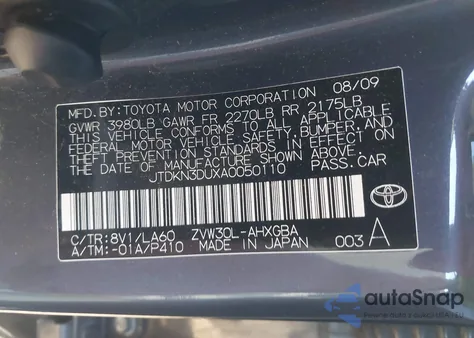 MFD.BY:TOYOTA MOTOR CORPORATION 08/09
GVWR 3980LB GAWR FR 2270LB RR 2175LB
THIS VEHICLE CONFORMS TO ALL APPLICABLE
FEDERAL MOTOR VEHICLE SAFETY, BUMPER, AND
THEFT PREVENTION STANDARDS IN EFFECT ON
THE DATE OF MANUFACTURE SHOWN ABOVE.
JTDKN3DUXA0050110 PASS.CAR
C/TR:8V1/LA60 ZVW30L-AHXGBA
A/TM:-01A/P410 MADE IN JAPAN 003 A
TOYOTA
autoSnap